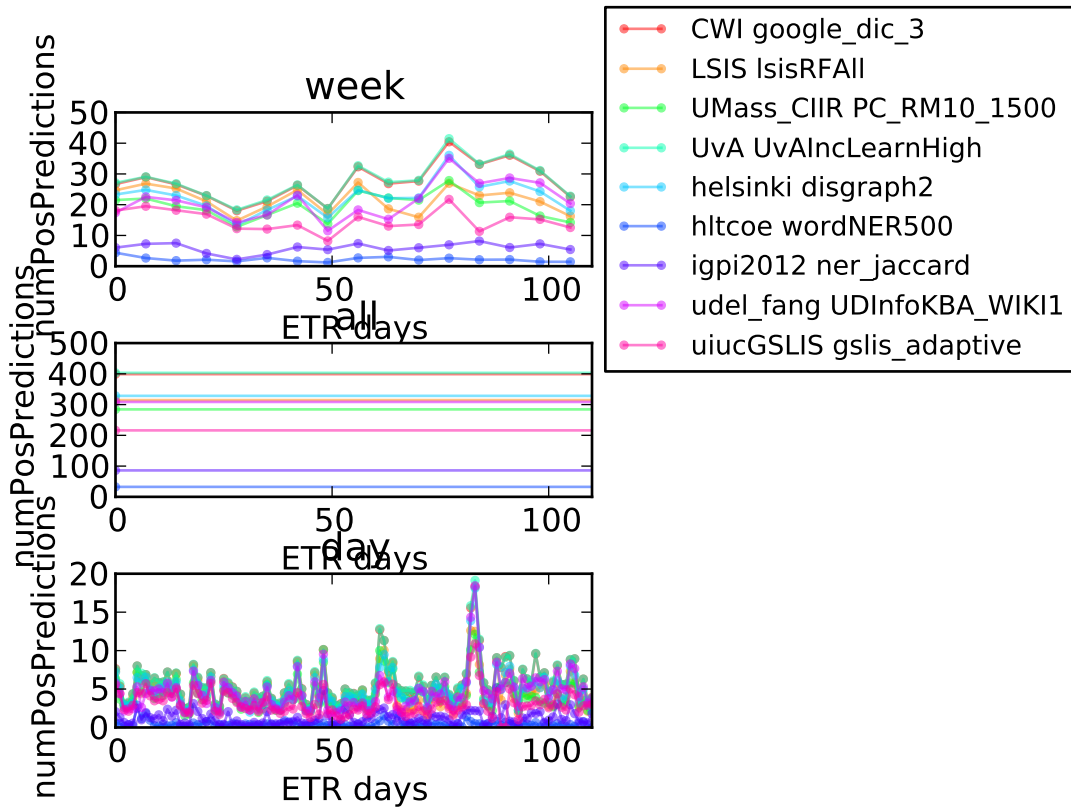 week
numPosPredictions
50
40
30
20
10
0
0 50 100
ETR days
all
numPosPredictions
500
400
300
200
100
0
0 50 100
ETR days
day
numPosPredictions
20
15
10
5
0
0 50 100
ETR days
CWI google_dic_3
LSIS lsisRFAll
UMass_CIIR PC_RM10_1500
UvA UvAIncLearnHigh
helsinki disgraph2
hltcoe wordNER500
igpi2012 ner_jaccard
udel_fang UDInfoKBA_WIKI1
uiucGSLIS gslis_adaptive